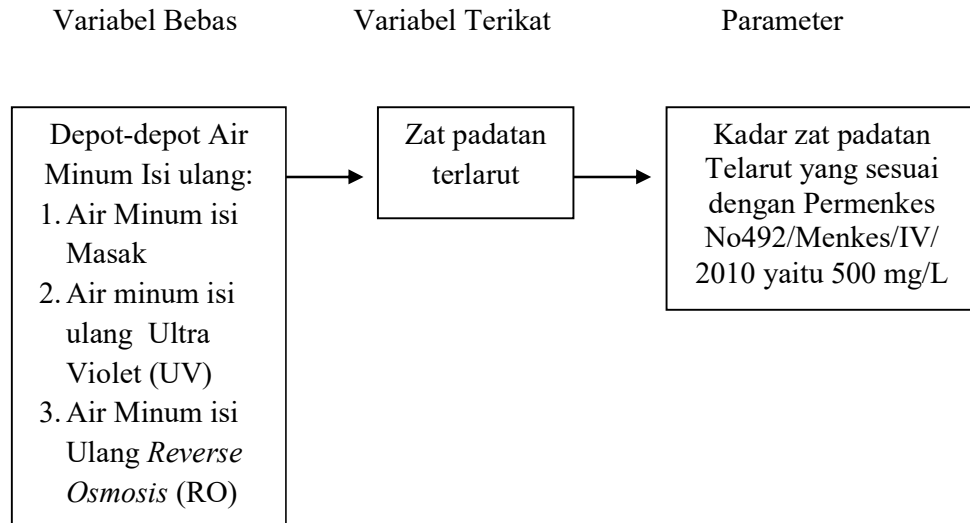 Variabel Bebas
Variabel Terikat
Parameter
Depot-depot Air
Minum Isi ulang:
1. Air Minum isi
Masak
2. Air minum isi
ulang Ultra
Violet (UV)
3. Air Minum isi
Ulang Reverse
Osmosis (RO)
Zat padatan
terlarut
Kadar zat padatan
Telarut yang sesuai
dengan Permenkes
No492/Menkes/IV/
2010 yaitu 500 mg/L